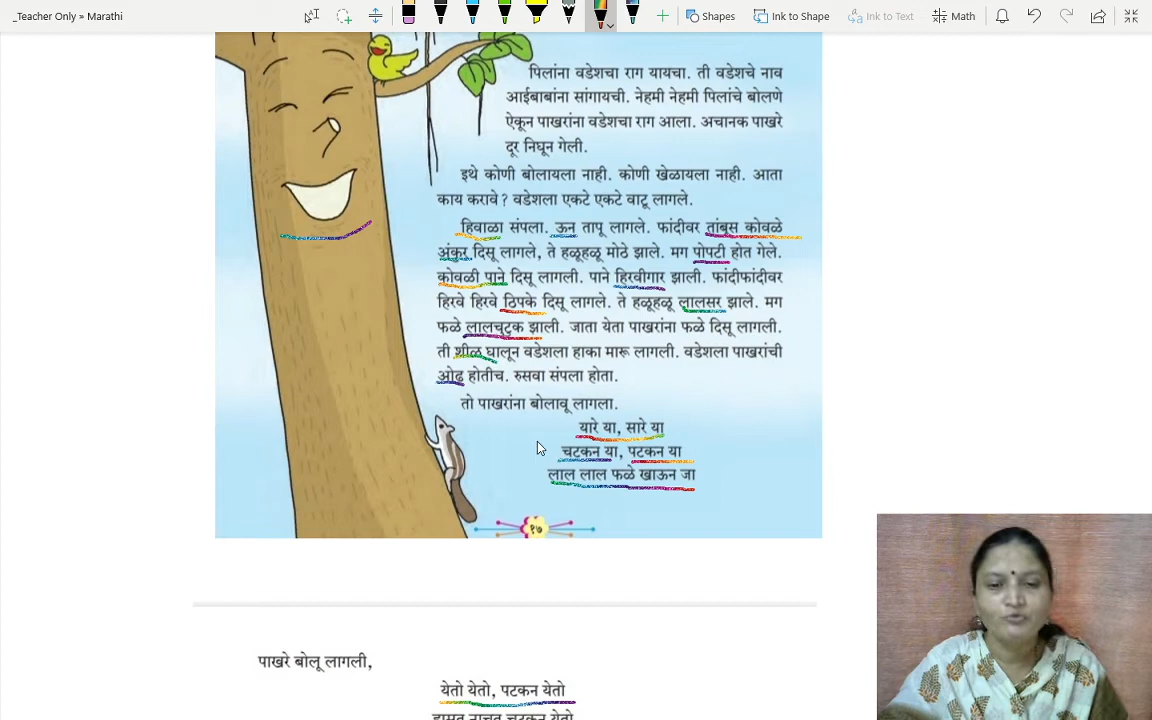 _Teacher Only » Marathi
Shapes
Ink to Shape
Ink to Text
Math
पिलांना वडेशचा राग यायचा. ती वडेशचे नाव
आईबाबांना सांगायची. नेहमी नेहमी पिलांचे बोलणे
ऐकून पाखरांना वडेशचा राग आला. अचानक पाखरे
दूर निघून गेली.
इथे कोणी बोलायला नाही. कोणी खेळायला नाही. आता
काय करावे? वडेशला एकटे एकटे वाटू लागले.
हिवाळा संपला. ऊन तापू लागले. फांदीवर तांबूस कोवळे
अंकुर दिसू लागले, ते हळूहळू मोठे झाले. मग पोपटी होत गेले.
कोवळी पाने दिसू लागली. पाने हिरवीगार झाली. फांदीफांदीवर
हिरवे हिरवे ठिपके दिसू लागले. ते हळूहळू लालसर झाले. मग
फळे लालचुटुक झाली. जाता येता पाखरांना फळे दिसू लागली.
ती शीळ घालून वडेशला हाका मारू लागली. वडेशला पाखरांची
ओढ होतीच. रुसवा संपला होता.
तो पाखरांना बोलावू लागला.
यारे या, सारे या
चटकन या, पटकन या
लाल लाल फळे खाऊन जा
१७
पाखरे बोलू लागली,
येतो येतो, पटकन येतो
हासत नाचत चटकन येतो